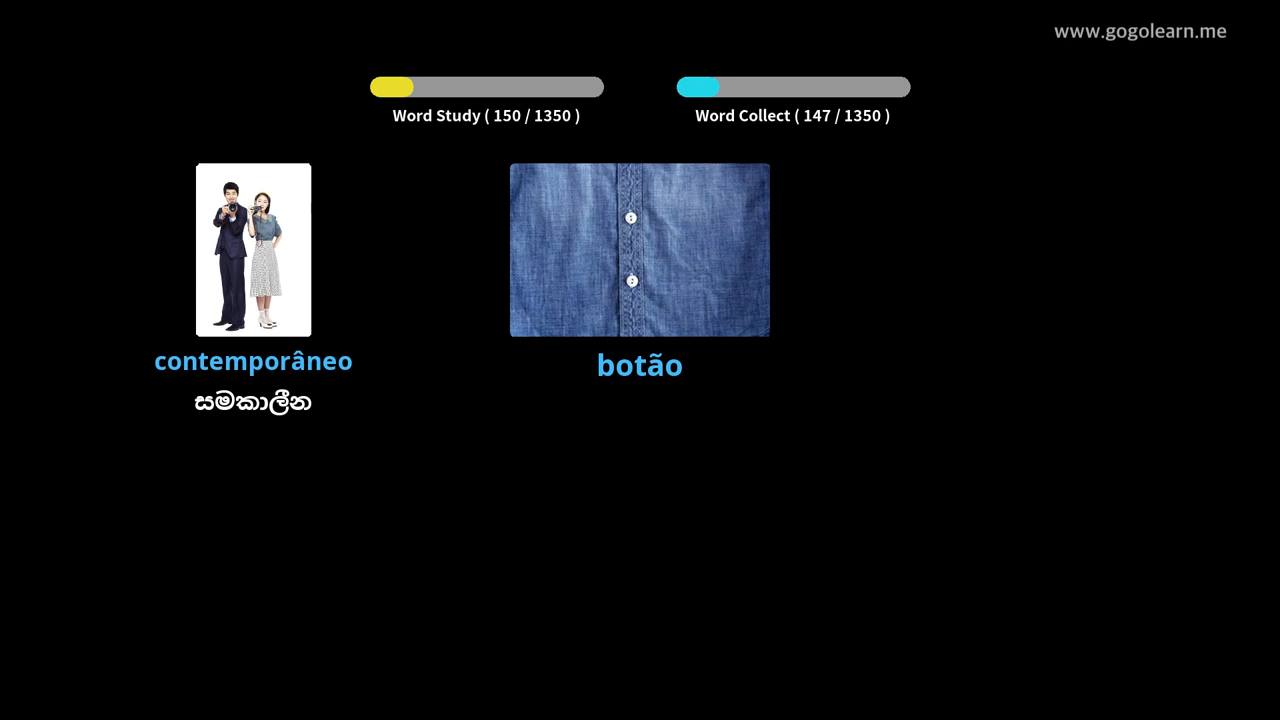 www.gogolearn.me
Word Study ( 150 / 1350 )
Word Collect ( 147 / 1350 )
contemporâneo
සමකාලීන
botão